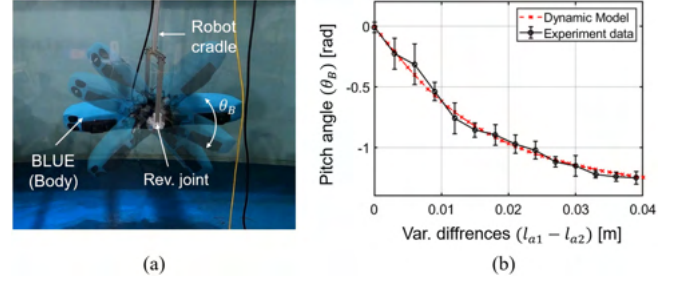 Robot
cradle
θB
BLUE
(Body)
Rev. joint
(a)
Pitch angle (θB) [rad]
0
-0.5
-1
Dynamic Model
Experiment data
0 0.01 0.02 0.03 0.04
Var. diffrences (la1 − la2) [m]
(b)